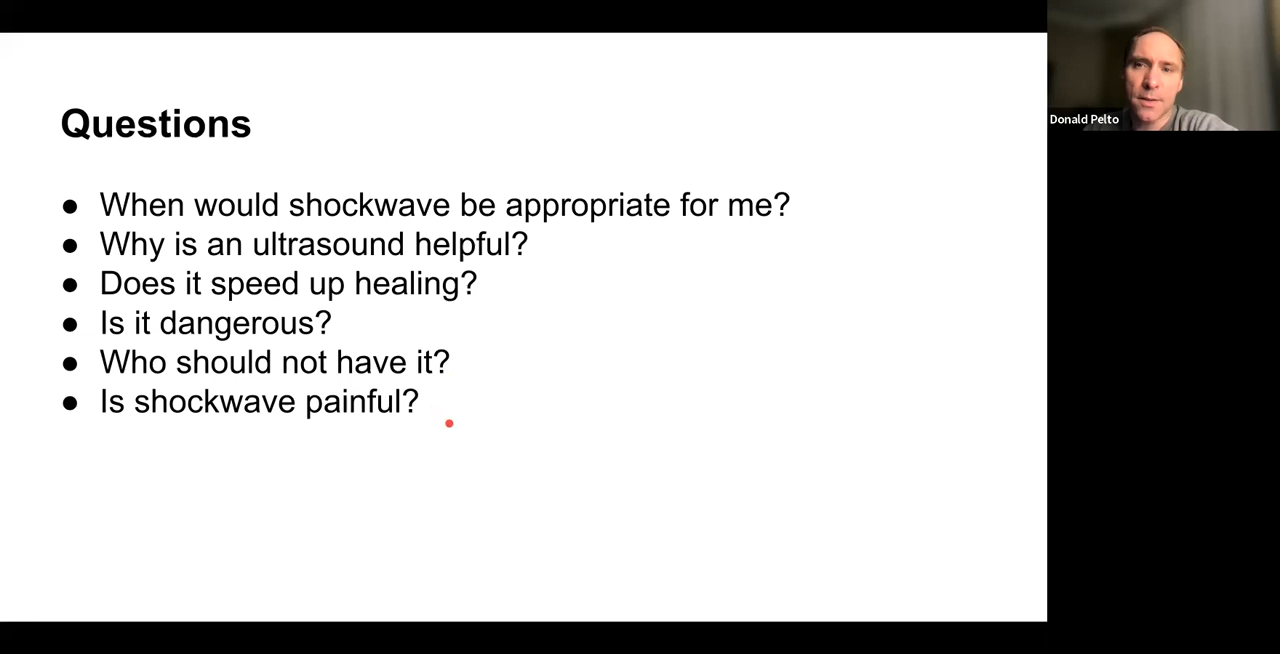 Questions
● When would shockwave be appropriate for me?
● Why is an ultrasound helpful?
● Does it speed up healing?
● Is it dangerous?
● Who should not have it?
● Is shockwave painful?
Donald Pelto